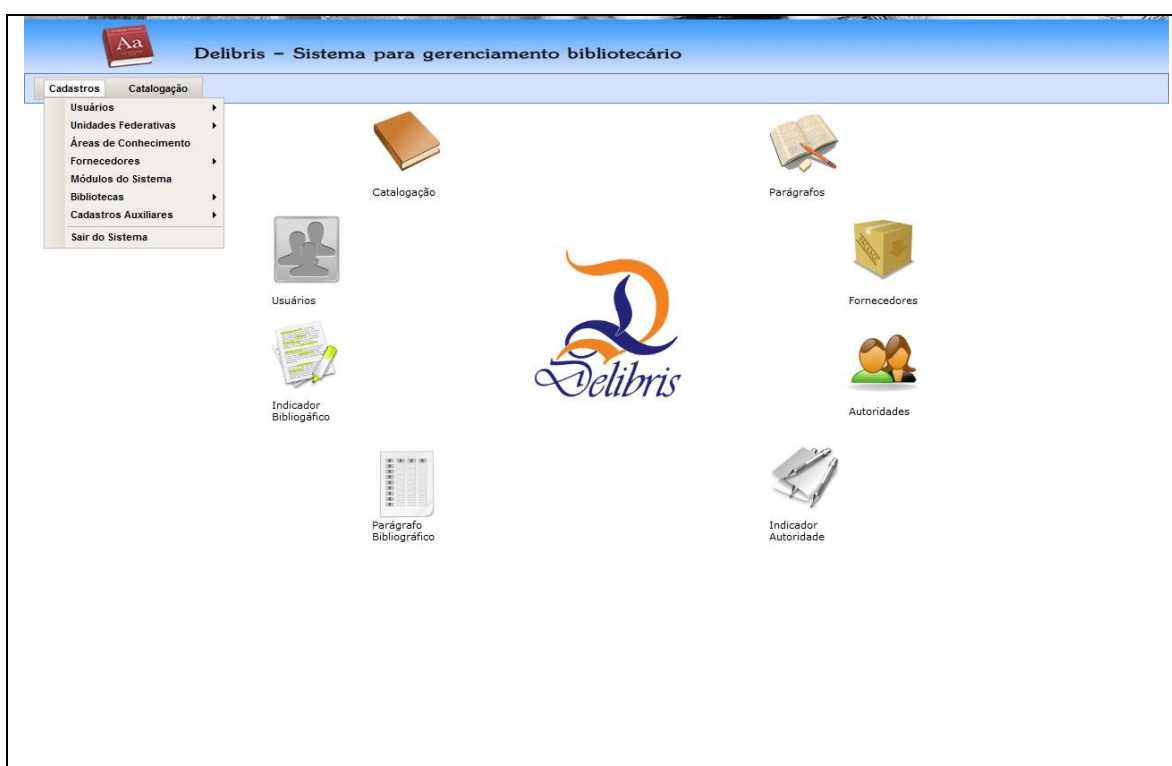 Aa
Delibris – Sistema para gerenciamento bibliotecário
Cadastros Catalogação
Usuários
Unidades Federativas
Áreas de Conhecimento
Fornecedores
Módulos do Sistema
Bibliotecas
Cadastros Auxiliares
Sair do Sistema
Catalogação
Parágrafos
Usuários
PACKAGE
Fornecedores
Delibris
Indicador
Bibliogáfico
Autoridades
Parágrafo
Bibliográfico
Indicador
Autoridade